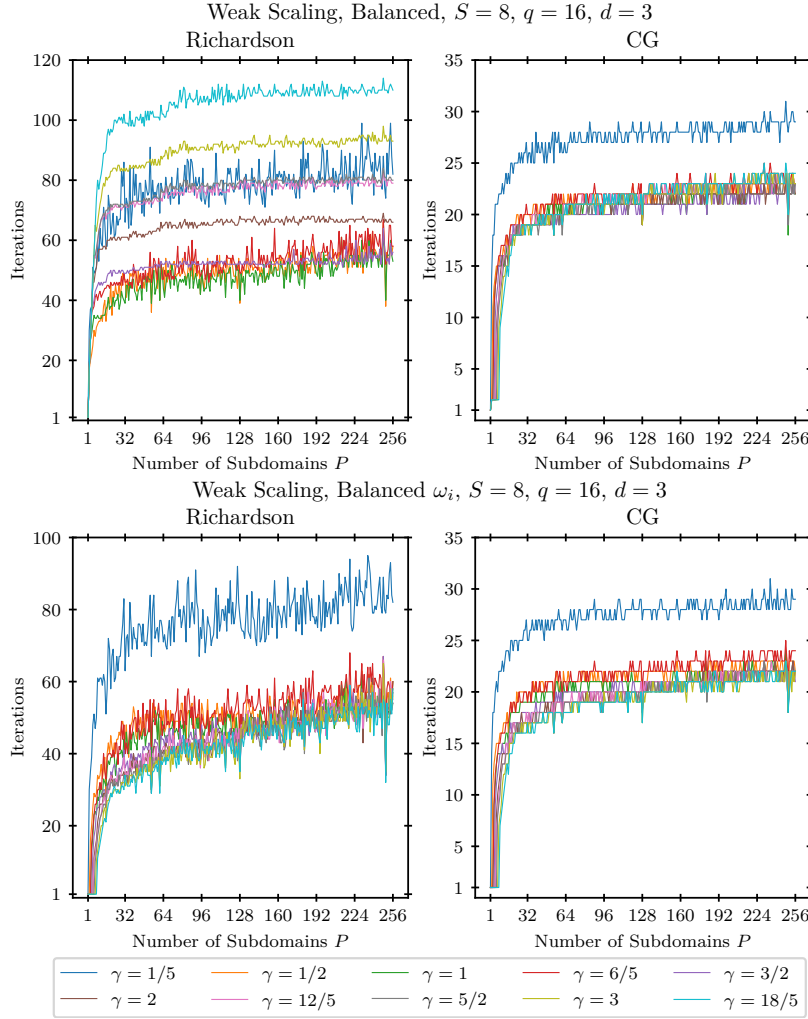 Weak Scaling, Balanced, S = 8, q = 16, d = 3
Richardson
CG
120
100
80
60
40
20
1
Iterations
1 32 64 96 128 160 192 224 256
Number of Subdomains P
35
30
25
20
15
10
5
1
Iterations
1 32 64 96 128 160 192 224 256
Number of Subdomains P
Weak Scaling, Balanced ωᵢ, S = 8, q = 16, d = 3
Richardson
CG
100
80
60
40
20
1
Iterations
1 32 64 96 128 160 192 224 256
Number of Subdomains P
35
30
25
20
15
10
5
1
Iterations
1 32 64 96 128 160 192 224 256
Number of Subdomains P
γ = 1/5 γ = 1/2 γ = 1 γ = 6/5 γ = 3/2
γ = 2 γ = 12/5 γ = 5/2 γ = 3 γ = 18/5